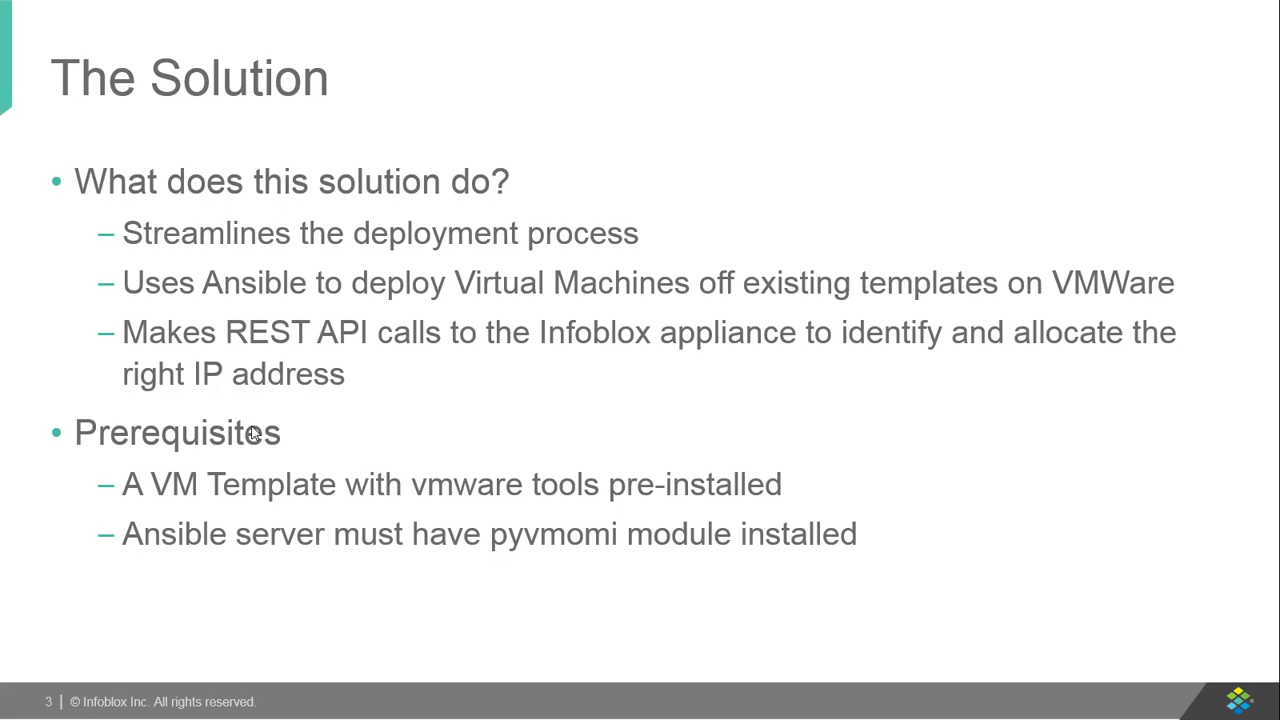 The Solution
• What does this solution do?
– Streamlines the deployment process
– Uses Ansible to deploy Virtual Machines off existing templates on VMWare
– Makes REST API calls to the Infoblox appliance to identify and allocate the
right IP address
• Prerequisites
– A VM Template with vmware tools pre-installed
– Ansible server must have pyvmomi module installed
3 | © Infoblox Inc. All rights reserved.